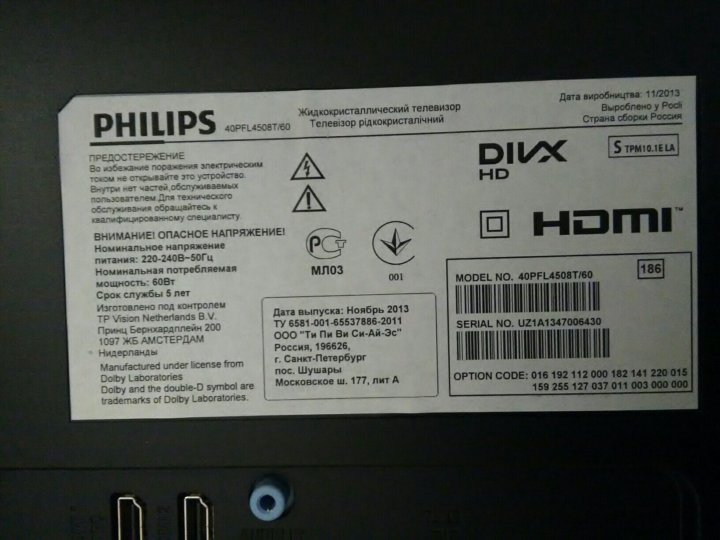 PHILIPS
40PFL4508T/60
Жидкокристаллический телевизор
Телевізор рідкокристалічний
Дата виробництва: 11/2013
Вироблено у Росії
Страна сборки Россия
ПРЕДОСТЕРЕЖЕНИЕ
Во избежание поражения электрическим
током не открывайте это устройство.
Внутри нет частей,обслуживаемых
пользователем.Для технического
обслуживания обращайтесь к
квалифицированному специалисту.
ВНИМАНИЕ! ОПАСНОЕ НАПРЯЖЕНИЕ!
Номинальное напряжение
питания: 220-240В~50Гц
Номинальная потребляемая
мощность: 60Вт
Срок службы 5 лет
Изготовлено под контролем
TP Vision Netherlands B.V.
Принц Бернхардплейн 200
1097 ЖБ АМСТЕРДАМ
Нидерланды
Manufactured under license from
Dolby Laboratories
Dolby and the double-D symbol are
trademarks of Dolby Laboratories.
РСТ
МЛ03
001
DIVX
HD
S TPM10.1E LA
HDMI™
Дата выпуска: Ноябрь 2013
ТУ 6581-001-65537886-2011
ООО "Ти Пи Ви Си-Ай-Эс"
Россия, 196626,
г. Санкт-Петербург
пос. Шушары
Московское ш. 177, лит А
MODEL NO. 40PFL4508T/60
186
SERIAL NO. UZ1A1347006430
OPTION CODE: 016 192 112 000 182 141 220 015
159 255 127 037 011 003 000 000